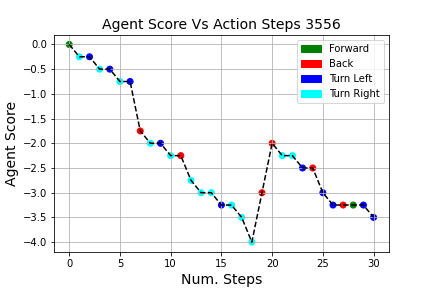 Agent Score Vs Action Steps 3556
Forward
Back
Turn Left
Turn Right
Agent Score
0.0
−0.5
−1.0
−1.5
−2.0
−2.5
−3.0
−3.5
−4.0
0 5 10 15 20 25 30
Num. Steps